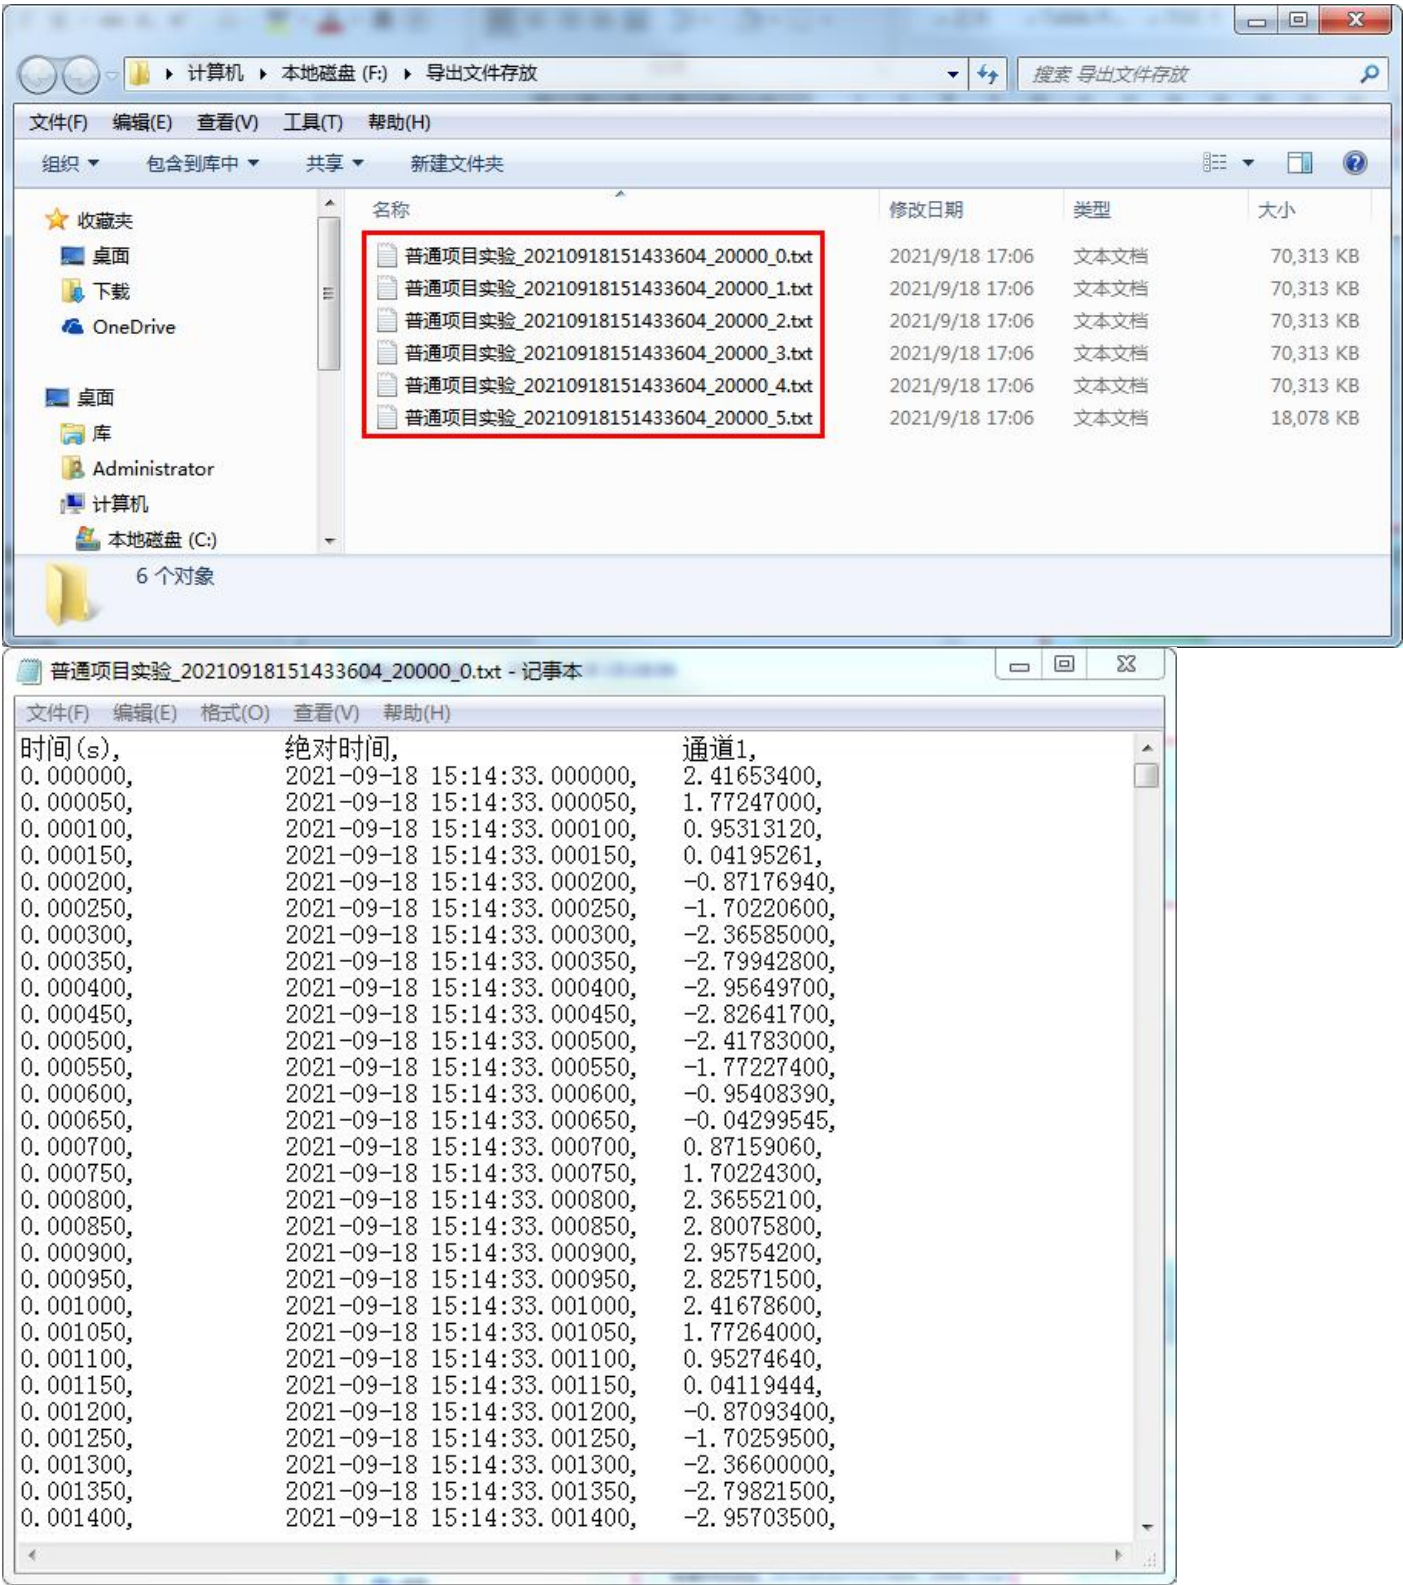 计算机 ▸ 本地磁盘 (F:) ▸ 导出文件存放
搜索 导出文件存放
文件(F) 编辑(E) 查看(V) 工具(T) 帮助(H)
组织 包含到库中 共享 新建文件夹
收藏夹
桌面
下载
OneDrive
桌面
库
Administrator
计算机
本地磁盘 (C:)
名称 修改日期 类型 大小
普通项目实验_20210918151433604_20000_0.txt 2021/9/18 17:06 文本文档 70,313 KB
普通项目实验_20210918151433604_20000_1.txt 2021/9/18 17:06 文本文档 70,313 KB
普通项目实验_20210918151433604_20000_2.txt 2021/9/18 17:06 文本文档 70,313 KB
普通项目实验_20210918151433604_20000_3.txt 2021/9/18 17:06 文本文档 70,313 KB
普通项目实验_20210918151433604_20000_4.txt 2021/9/18 17:06 文本文档 70,313 KB
普通项目实验_20210918151433604_20000_5.txt 2021/9/18 17:06 文本文档 18,078 KB
6 个对象
普通项目实验_20210918151433604_20000_0.txt - 记事本
文件(F) 编辑(E) 格式(O) 查看(V) 帮助(H)
时间(s), 绝对时间, 通道1,
0.000000, 2021-09-18 15:14:33.000000, 2.41653400,
0.000050, 2021-09-18 15:14:33.000050, 1.77247000,
0.000100, 2021-09-18 15:14:33.000100, 0.95313120,
0.000150, 2021-09-18 15:14:33.000150, 0.04195261,
0.000200, 2021-09-18 15:14:33.000200, -0.87176940,
0.000250, 2021-09-18 15:14:33.000250, -1.70220600,
0.000300, 2021-09-18 15:14:33.000300, -2.36585000,
0.000350, 2021-09-18 15:14:33.000350, -2.79942800,
0.000400, 2021-09-18 15:14:33.000400, -2.95649700,
0.000450, 2021-09-18 15:14:33.000450, -2.82641700,
0.000500, 2021-09-18 15:14:33.000500, -2.41783000,
0.000550, 2021-09-18 15:14:33.000550, -1.77227400,
0.000600, 2021-09-18 15:14:33.000600, -0.95408390,
0.000650, 2021-09-18 15:14:33.000650, -0.04299545,
0.000700, 2021-09-18 15:14:33.000700, 0.87159060,
0.000750, 2021-09-18 15:14:33.000750, 1.70224300,
0.000800, 2021-09-18 15:14:33.000800, 2.36552100,
0.000850, 2021-09-18 15:14:33.000850, 2.80075800,
0.000900, 2021-09-18 15:14:33.000900, 2.95754200,
0.000950, 2021-09-18 15:14:33.000950, 2.82571500,
0.001000, 2021-09-18 15:14:33.001000, 2.41678600,
0.001050, 2021-09-18 15:14:33.001050, 1.77264000,
0.001100, 2021-09-18 15:14:33.001100, 0.95274640,
0.001150, 2021-09-18 15:14:33.001150, 0.04119444,
0.001200, 2021-09-18 15:14:33.001200, -0.87093400,
0.001250, 2021-09-18 15:14:33.001250, -1.70259500,
0.001300, 2021-09-18 15:14:33.001300, -2.36600000,
0.001350, 2021-09-18 15:14:33.001350, -2.79821500,
0.001400, 2021-09-18 15:14:33.001400, -2.95703500,